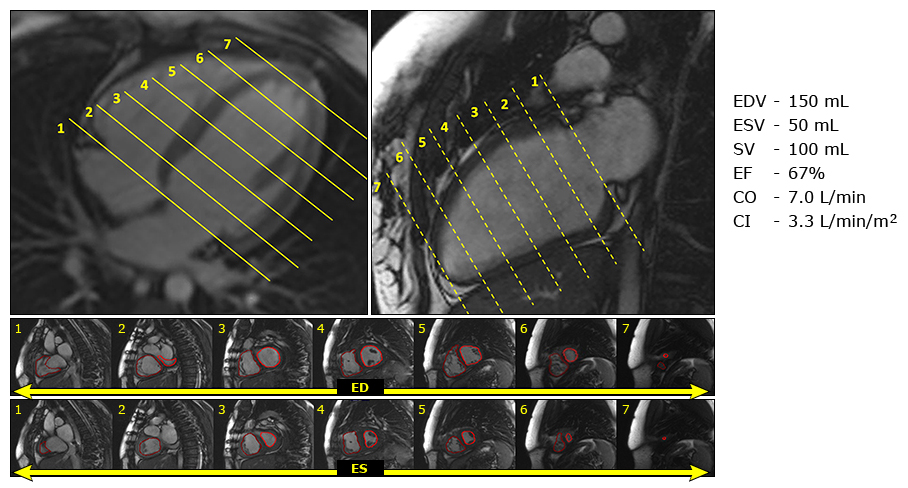 1 2 3 4 5 6 7
1 2 3 4 5 6 7
EDV - 150 mL
ESV - 50 mL
SV - 100 mL
EF - 67%
CO - 7.0 L/min
CI - 3.3 L/min/m²
1 2 3 4 5 6 7
ED
1 2 3 4 5 6 7
ES